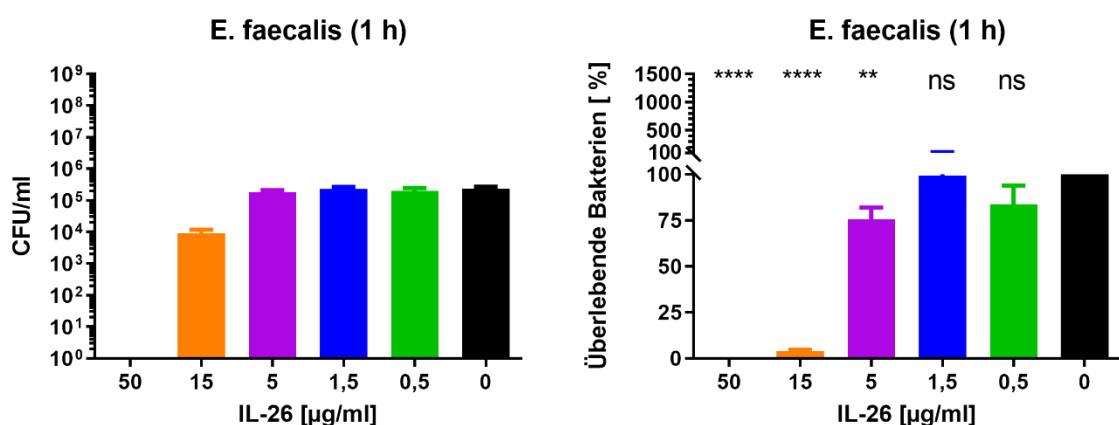 E. faecalis (1 h)
CFU/ml
10⁹
10⁸
10⁷
10⁶
10⁵
10⁴
10³
10²
10¹
10⁰
50 15 5 1,5 0,5 0
IL-26 [µg/ml]
E. faecalis (1 h)
Überlebende Bakterien [ %]
**** **** ** ns ns
1500
1000
500
100
100
75
50
25
0
50 15 5 1,5 0,5 0
IL-26 [µg/ml]